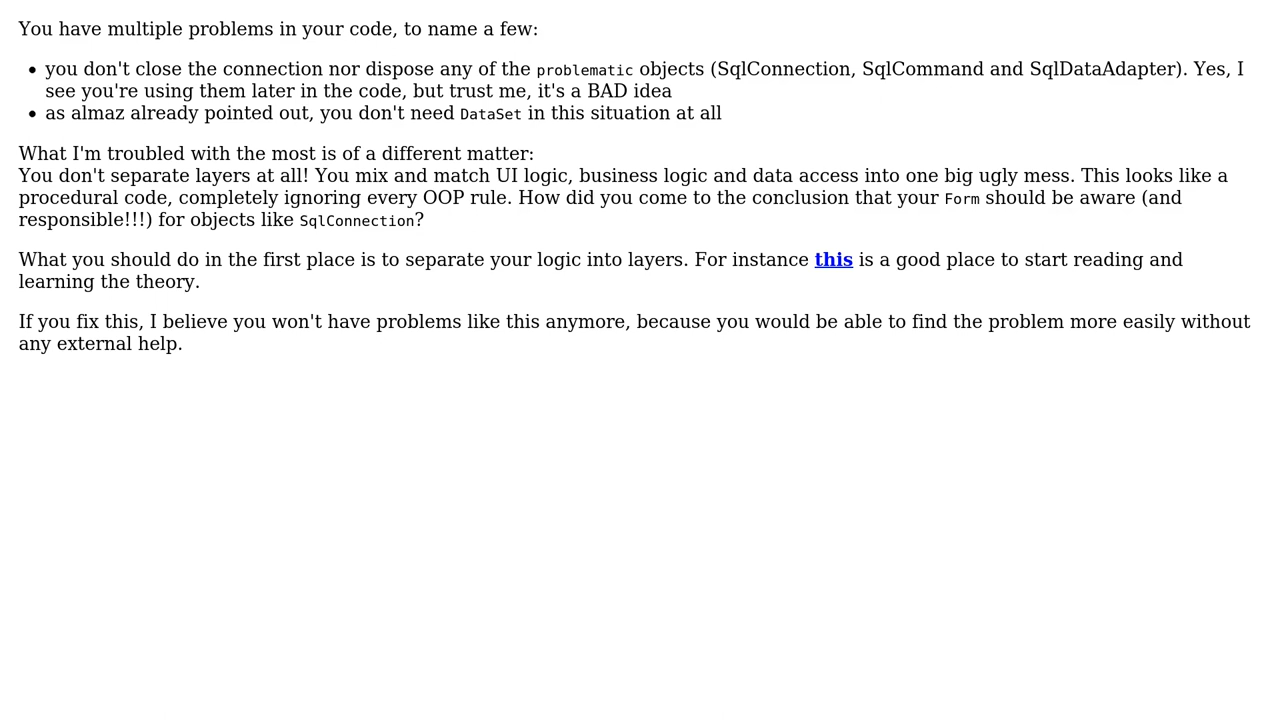 You have multiple problems in your code, to name a few:
• you don't close the connection nor dispose any of the problematic objects (SqlConnection, SqlCommand and SqlDataAdapter). Yes, I
see you're using them later in the code, but trust me, it's a BAD idea
• as almaz already pointed out, you don't need DataSet in this situation at all
What I'm troubled with the most is of a different matter:
You don't separate layers at all! You mix and match UI logic, business logic and data access into one big ugly mess. This looks like a
procedural code, completely ignoring every OOP rule. How did you come to the conclusion that your Form should be aware (and
responsible!!!) for objects like SqlConnection?
What you should do in the first place is to separate your logic into layers. For instance this is a good place to start reading and
learning the theory.
If you fix this, I believe you won't have problems like this anymore, because you would be able to find the problem more easily without
any external help.